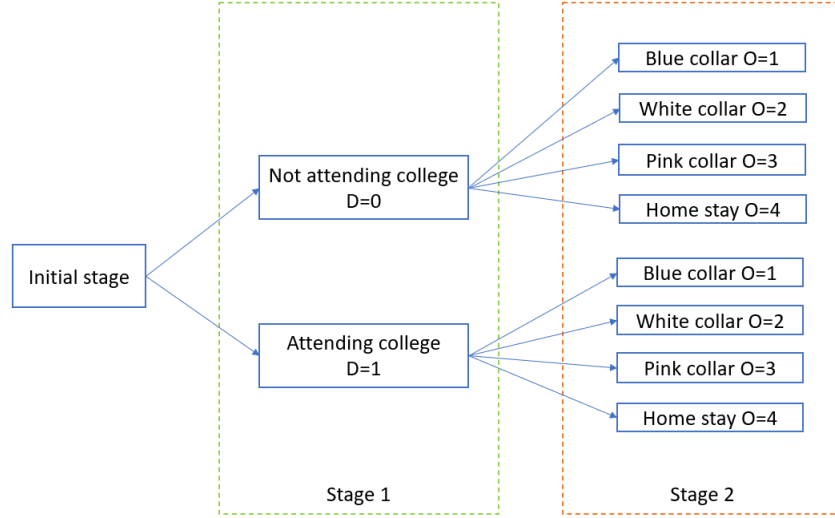 Initial stage
Not attending college
D=0
Attending college
D=1
Stage 1
Blue collar O=1
White collar O=2
Pink collar O=3
Home stay O=4
Blue collar O=1
White collar O=2
Pink collar O=3
Home stay O=4
Stage 2